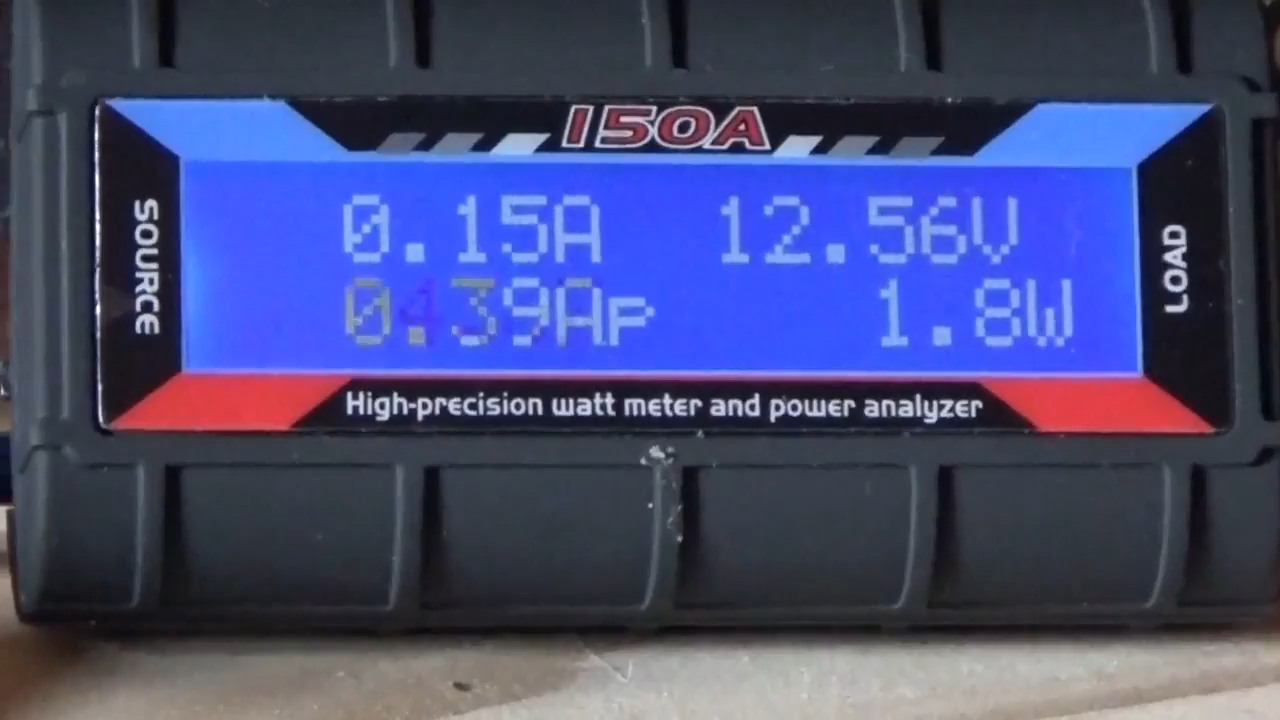 150A
SOURCE
0.15A 12.56V
0.39Ap 1.8W
LOAD
High-precision watt meter and power analyzer